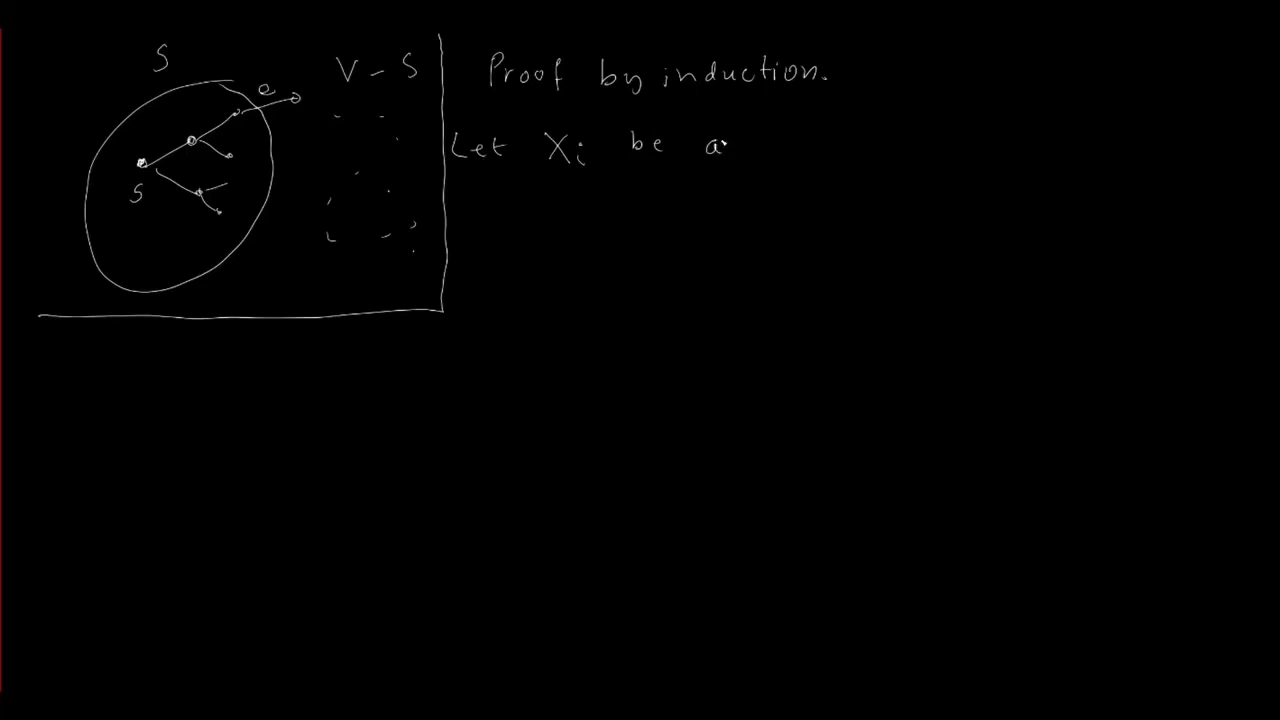 S
V - S
e
s
Proof by induction.
Let Xi be a